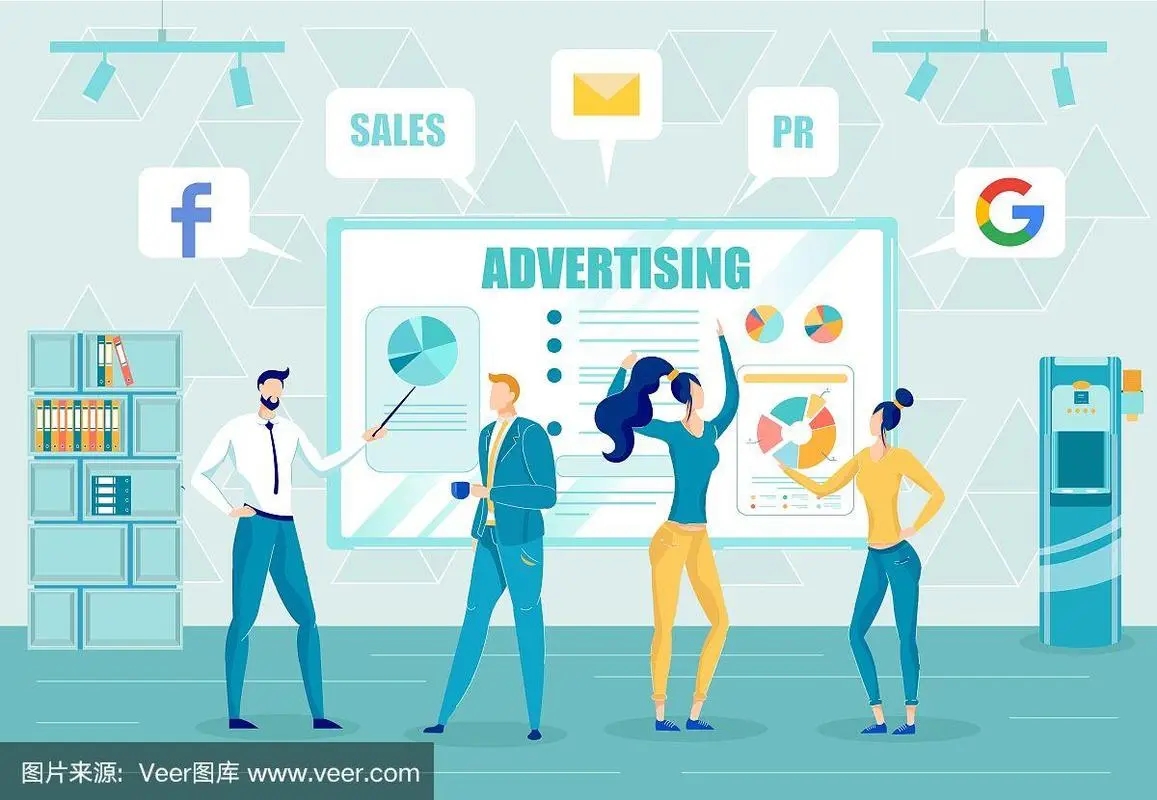 SALES
PR
f
G
ADVERTISING
图片来源：Veer图库 www.veer.com